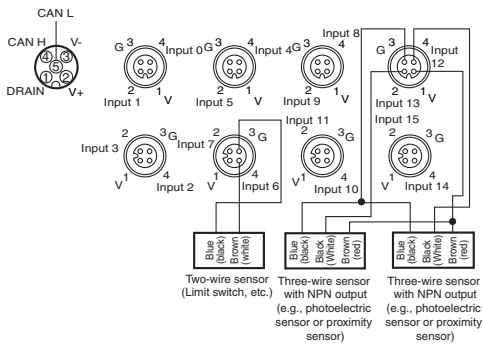 CAN L
CAN H
V-
4
3
5
1
2
DRAIN
V+
G
3
4
Input 0
2
1
V
Input 1
G
3
4
Input 4
2
1
V
Input 5
Input 8
G
3
4
2
1
V
Input 9
G
3
4
Input
12
2
1
V
Input 13
Input 15
Input 3
2
3
G
V
1
4
Input 2
Input 7
2
3
G
V
1
4
Input 6
Input 11
2
3
G
V
1
4
Input 10
2
3
G
V
1
4
Input 14
Blue
(black)
Brown
(white)
Blue
(black)
Black
(White)
Brown
(red)
Blue
(black)
Black
(White)
Brown
(red)
Two-wire sensor
(Limit switch, etc.)
Three-wire sensor
with NPN output
(e.g., photoelectric
sensor or proximity
sensor)
Three-wire sensor
with NPN output
(e.g., photoelectric
sensor or proximity
sensor)